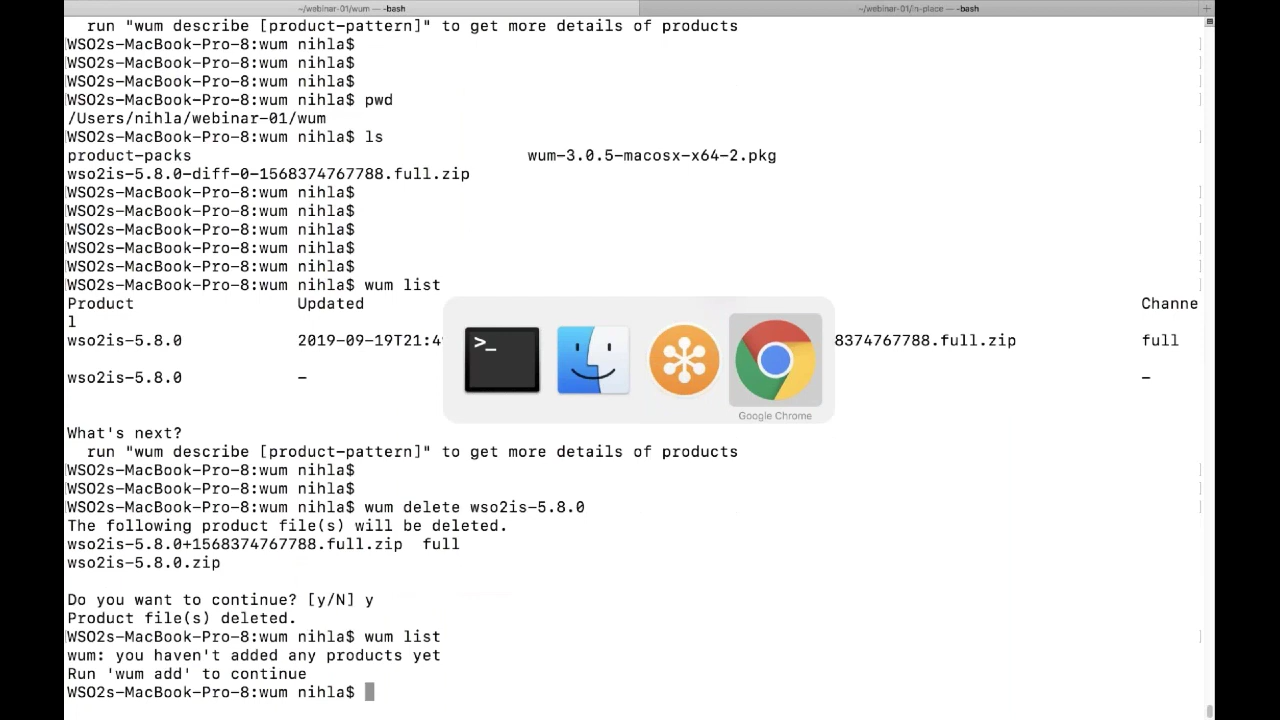 ~/webinar-01/wum — -bash
~/webinar-01/in-place — -bash
run "wum describe [product-pattern]" to get more details of products
WSO2s-MacBook-Pro-8:wum nihla$
WSO2s-MacBook-Pro-8:wum nihla$
WSO2s-MacBook-Pro-8:wum nihla$
WSO2s-MacBook-Pro-8:wum nihla$ pwd
/Users/nihla/webinar-01/wum
WSO2s-MacBook-Pro-8:wum nihla$ ls
product-packs wum-3.0.5-macosx-x64-2.pkg
wso2is-5.8.0-diff-0-1568374767788.full.zip
WSO2s-MacBook-Pro-8:wum nihla$
WSO2s-MacBook-Pro-8:wum nihla$
WSO2s-MacBook-Pro-8:wum nihla$
WSO2s-MacBook-Pro-8:wum nihla$
WSO2s-MacBook-Pro-8:wum nihla$
WSO2s-MacBook-Pro-8:wum nihla$ wum list
Product Updated Channe
l
wso2is-5.8.0 2019-09-19T21:4 8374767788.full.zip full
wso2is-5.8.0 – –
>_
Google Chrome
What's next?
run "wum describe [product-pattern]" to get more details of products
WSO2s-MacBook-Pro-8:wum nihla$
WSO2s-MacBook-Pro-8:wum nihla$
WSO2s-MacBook-Pro-8:wum nihla$ wum delete wso2is-5.8.0
The following product file(s) will be deleted.
wso2is-5.8.0+1568374767788.full.zip full
wso2is-5.8.0.zip
Do you want to continue? [y/N] y
Product file(s) deleted.
WSO2s-MacBook-Pro-8:wum nihla$ wum list
wum: you haven't added any products yet
Run 'wum add' to continue
WSO2s-MacBook-Pro-8:wum nihla$